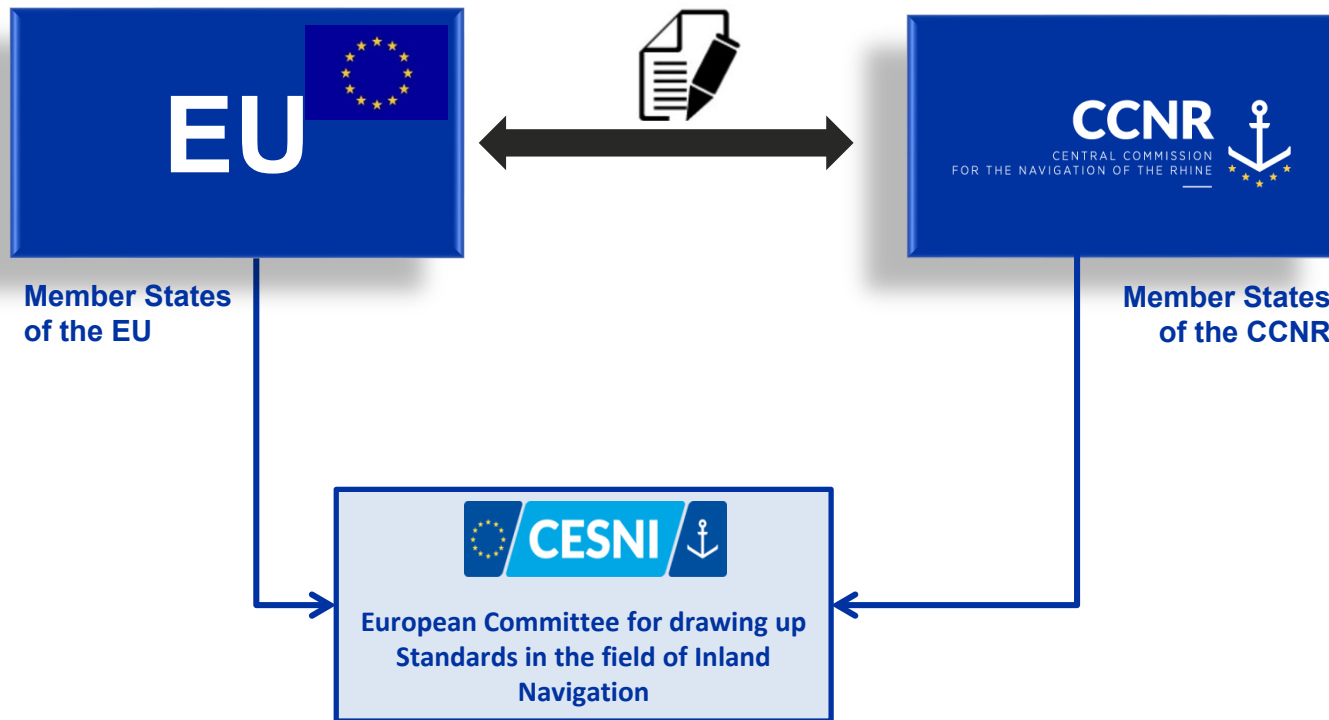 EU
CCNR
CENTRAL COMMISSION
FOR THE NAVIGATION OF THE RHINE
Member States
of the EU
Member States
of the CCNR
CESNI
European Committee for drawing up
Standards in the field of Inland
Navigation